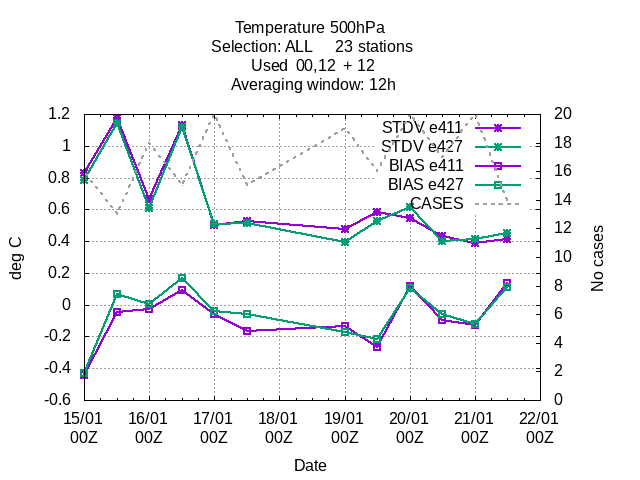 Temperature 500hPa
Selection: ALL 23 stations
Used 00,12 + 12
Averaging window: 12h
1.2
1
0.8
0.6
0.4
0.2
0
-0.2
-0.4
-0.6
deg C
20
18
16
14
12
10
8
6
4
2
0
No cases
STDV e411
STDV e427
BIAS e411
BIAS e427
CASES
15/01 16/01 17/01 18/01 19/01 20/01 21/01 22/01
00Z 00Z 00Z 00Z 00Z 00Z 00Z 00Z
Date